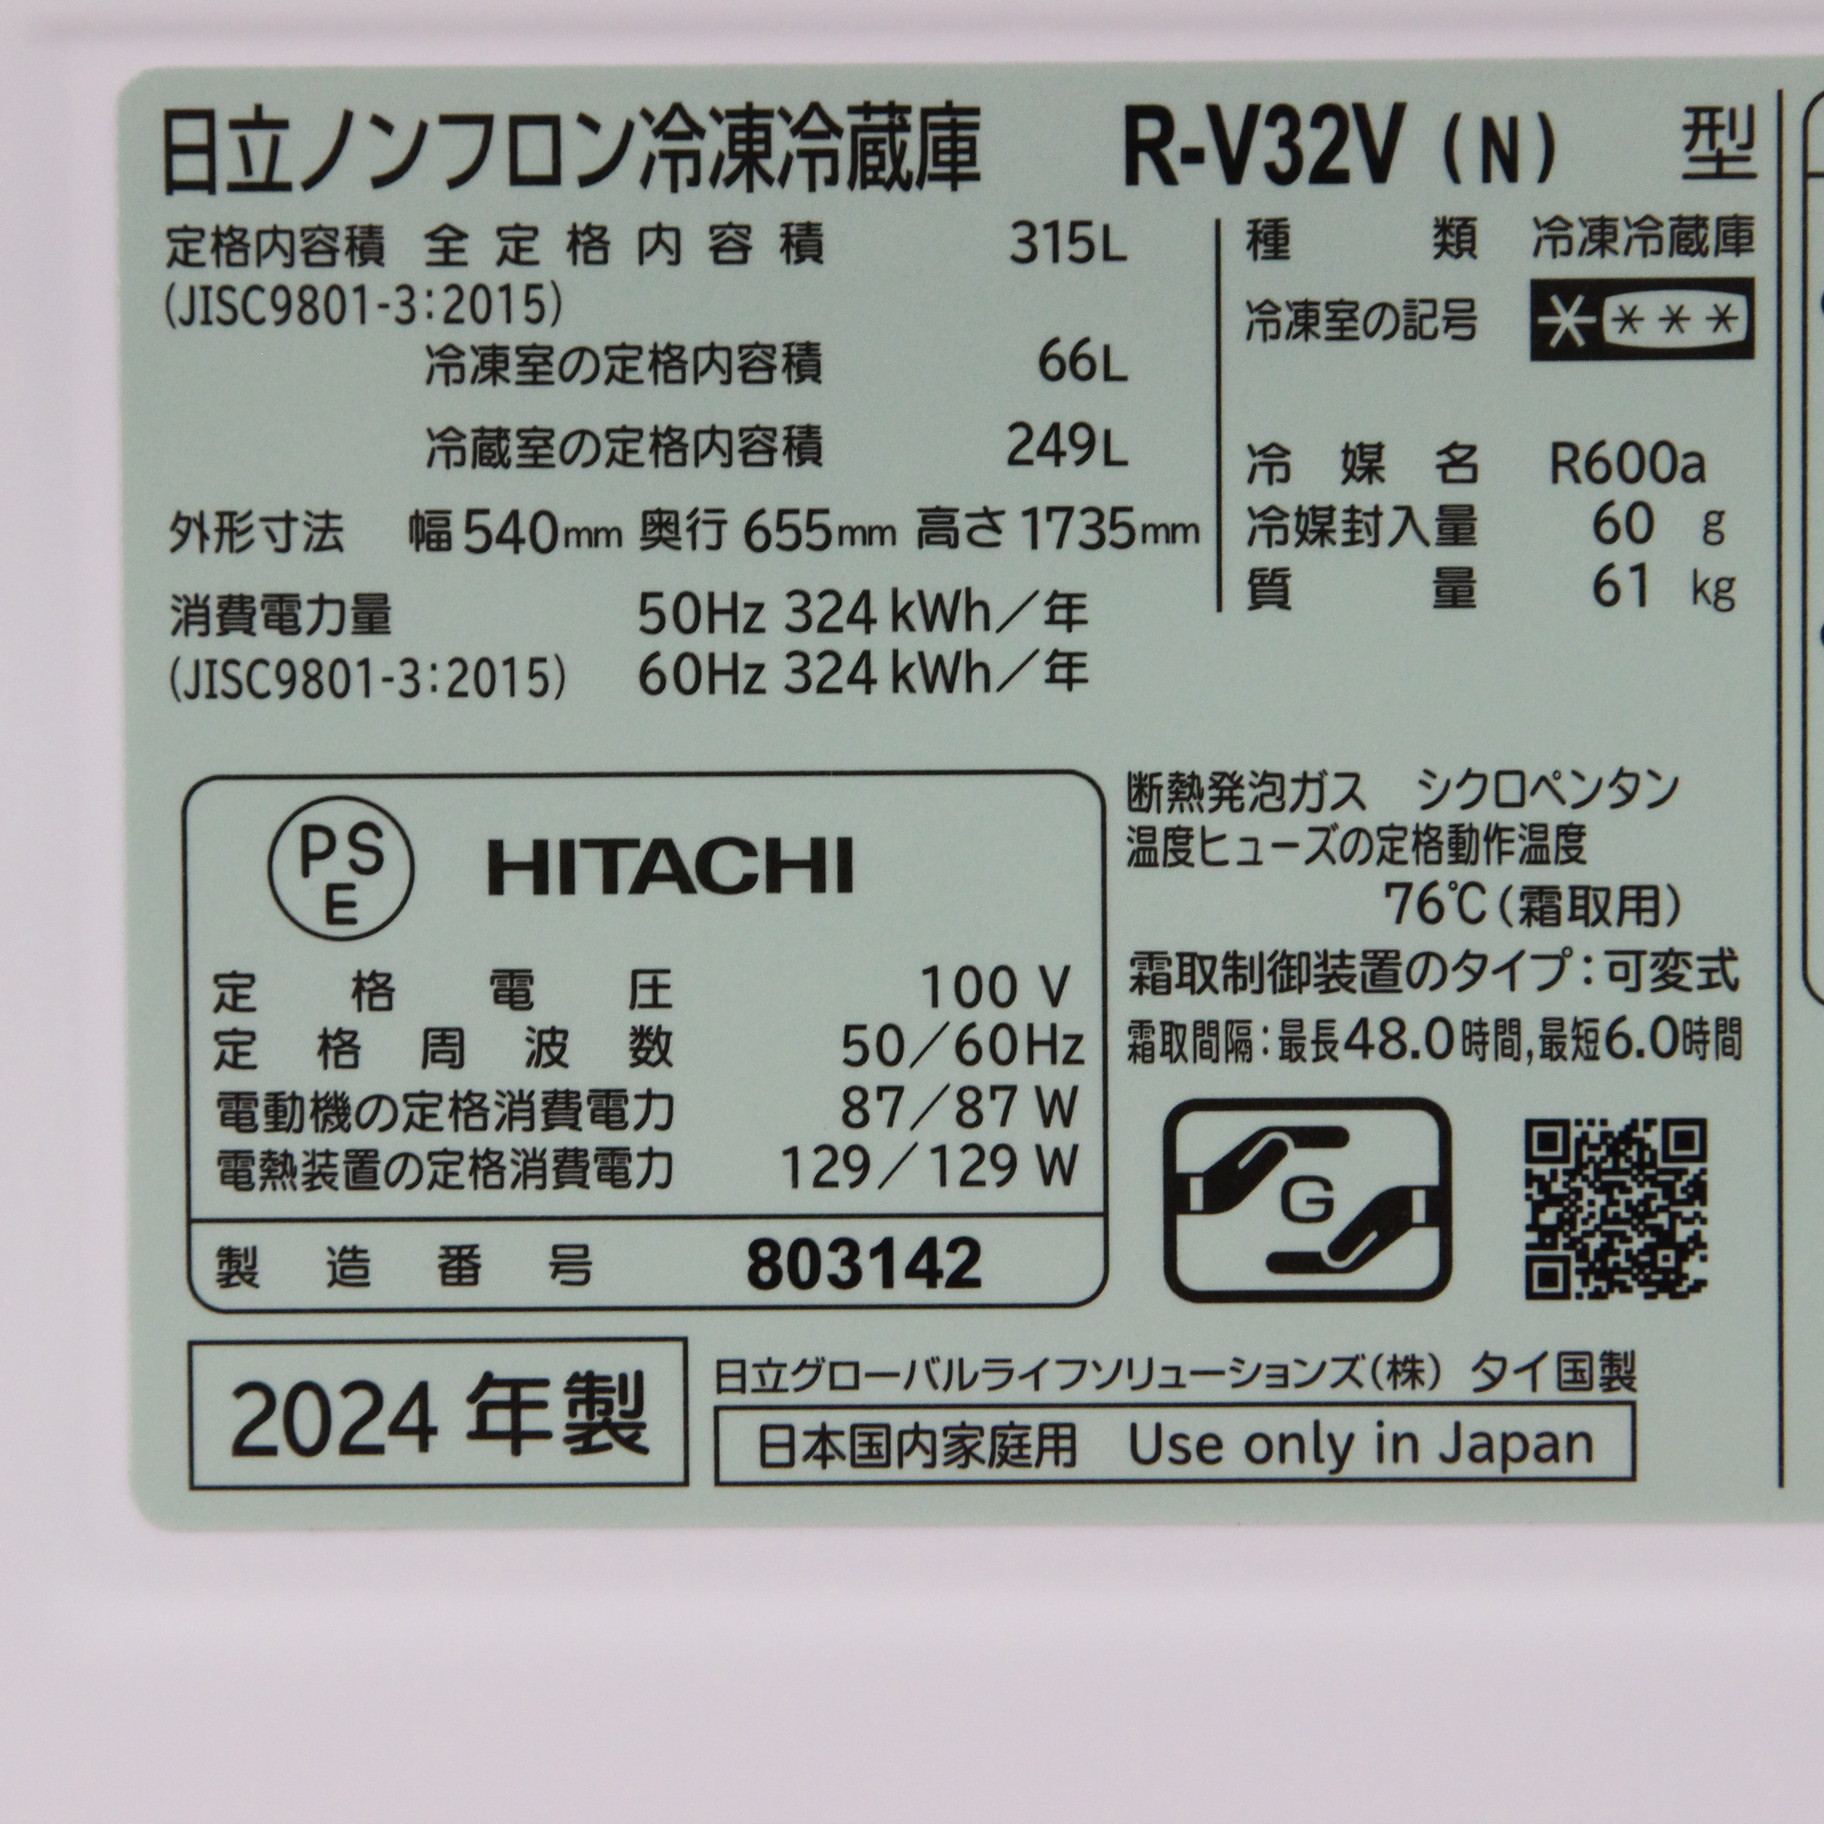 日立ノンフロン冷凍冷蔵庫 R-V32V (N) 型
定格内容積 全定格内容積 315L
(JISC9801-3:2015)
冷凍室の定格内容積 66L
冷蔵室の定格内容積 249L
外形寸法 幅540mm 奥行655mm 高さ1735mm
消費電力量 50Hz 324kWh/年
(JISC9801-3:2015) 60Hz 324kWh/年
種類 冷凍冷蔵庫
冷凍室の記号 ****
冷媒名 R600a
冷媒封入量 60 g
質量 61 kg
PS
E
HITACHI
定格電圧 100 V
定格周波数 50/60Hz
電動機の定格消費電力 87/87 W
電熱装置の定格消費電力 129/129 W
製造番号 803142
断熱発泡ガス シクロペンタン
温度ヒューズの定格動作温度
76℃(霜取用)
霜取制御装置のタイプ:可変式
霜取間隔:最長48.0時間,最短6.0時間
G
2024年製
日立グローバルライフソリューションズ(株) タイ国製
日本国内家庭用 Use only in Japan